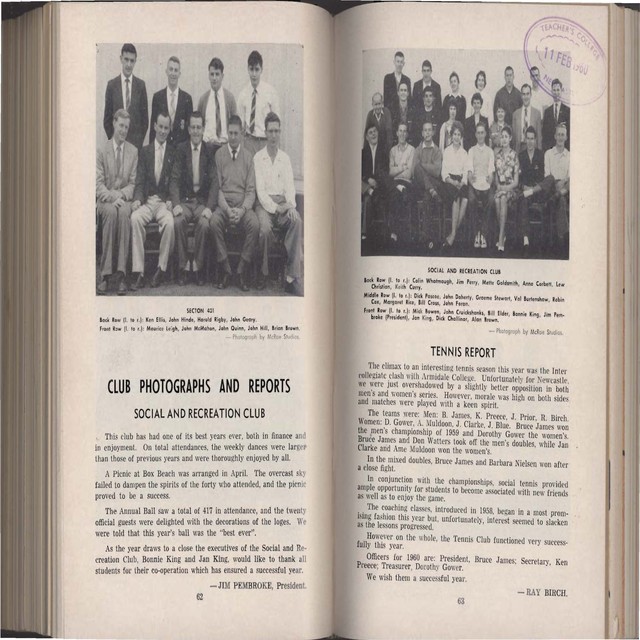 SECTON 431
Back Row (l. to r.): Ken Ellis, John Hinde, Harold Rigby, John Geary.
Front Row (l. to r.): Maurice Leigh, John McMahon, John Quinn, John Hill, Brian Brown.
— Photograph by McRae Studios.
CLUB PHOTOGRAPHS AND REPORTS
SOCIAL AND RECREATION CLUB
This club has had one of its best years ever, both in finance and
in enjoyment. On total attendances, the weekly dances were larger
than those of previous years and were thoroughly enjoyed by all.
A Picnic at Box Beach was arranged in April. The overcast sky
failed to dampen the spirits of the forty who attended, and the picnic
proved to be a success.
The Annual Ball saw a total of 417 in attendance, and the twenty
official guests were delighted with the decorations of the loges. We
were told that this year's ball was the "best ever".
As the year draws to a close the executives of the Social and Re-
creation Club, Bonnie King and Jan King, would like to thank all
students for their co-operation which has ensured a successful year.
— JIM PEMBROKE, President.
62
TEACHER'S COLLEGE
11 FEB
SOCIAL AND RECREATION CLUB
Back Row (l. to r.): Colin Whatmough, Jim Perry, Metta Goldsmith, Anne Corbett, Lew
Christian, Keith Curry.
Middle Row (l. to r.): Dick Pascoe, John Doherty, Graeme Stewart, Val Burtenshaw, Robin
Cox, Margaret Rice, Bill Crisp, John Feron.
Front Row (l. to r.): Mick Rowen, John Cruickshanks, Bill Elder, Bonnie King, Jim Pem-
broke (President), Jan King, Dick Challinor, Alan Brown.
— Photograph by McRae Studios.
TENNIS REPORT
The climax to an interesting tennis season this year was the Inter
collegiate clash with Armidale College. Unfortunately for Newcastle,
we were just overshadowed by a slightly better opposition in both
men's and women's series. However, morale was high on both sides
and matches were played with a keen spirit.
The teams were: Men: B. James, K. Preece, J. Prior, R. Birch.
Women: D. Gower, A. Muldoon, J. Clarke, J. Blue. Bruce James won
the men's championship of 1959 and Dorothy Gower the women's.
Bruce James and Don Watters took off the men's doubles, while Jan
Clarke and Ame Muldoon won the women's.
In the mixed doubles, Bruce James and Barbara Nielsen won after
a close fight.
In conjunction with the championships, social tennis provided
ample opportunity for students to become associated with new friends
as well as to enjoy the game.
The coaching classes, introduced in 1958, began in a most prom-
ising fashion this year but, unfortunately, interest seemed to slacken
as the lessons progressed.
However on the whole, the Tennis Club functioned very success-
fully this year.
Officers for 1960 are: President, Bruce James; Secretary, Ken
Preece; Treasurer, Dorothy Gower.
We wish them a successful year.
— RAY BIRCH.
63